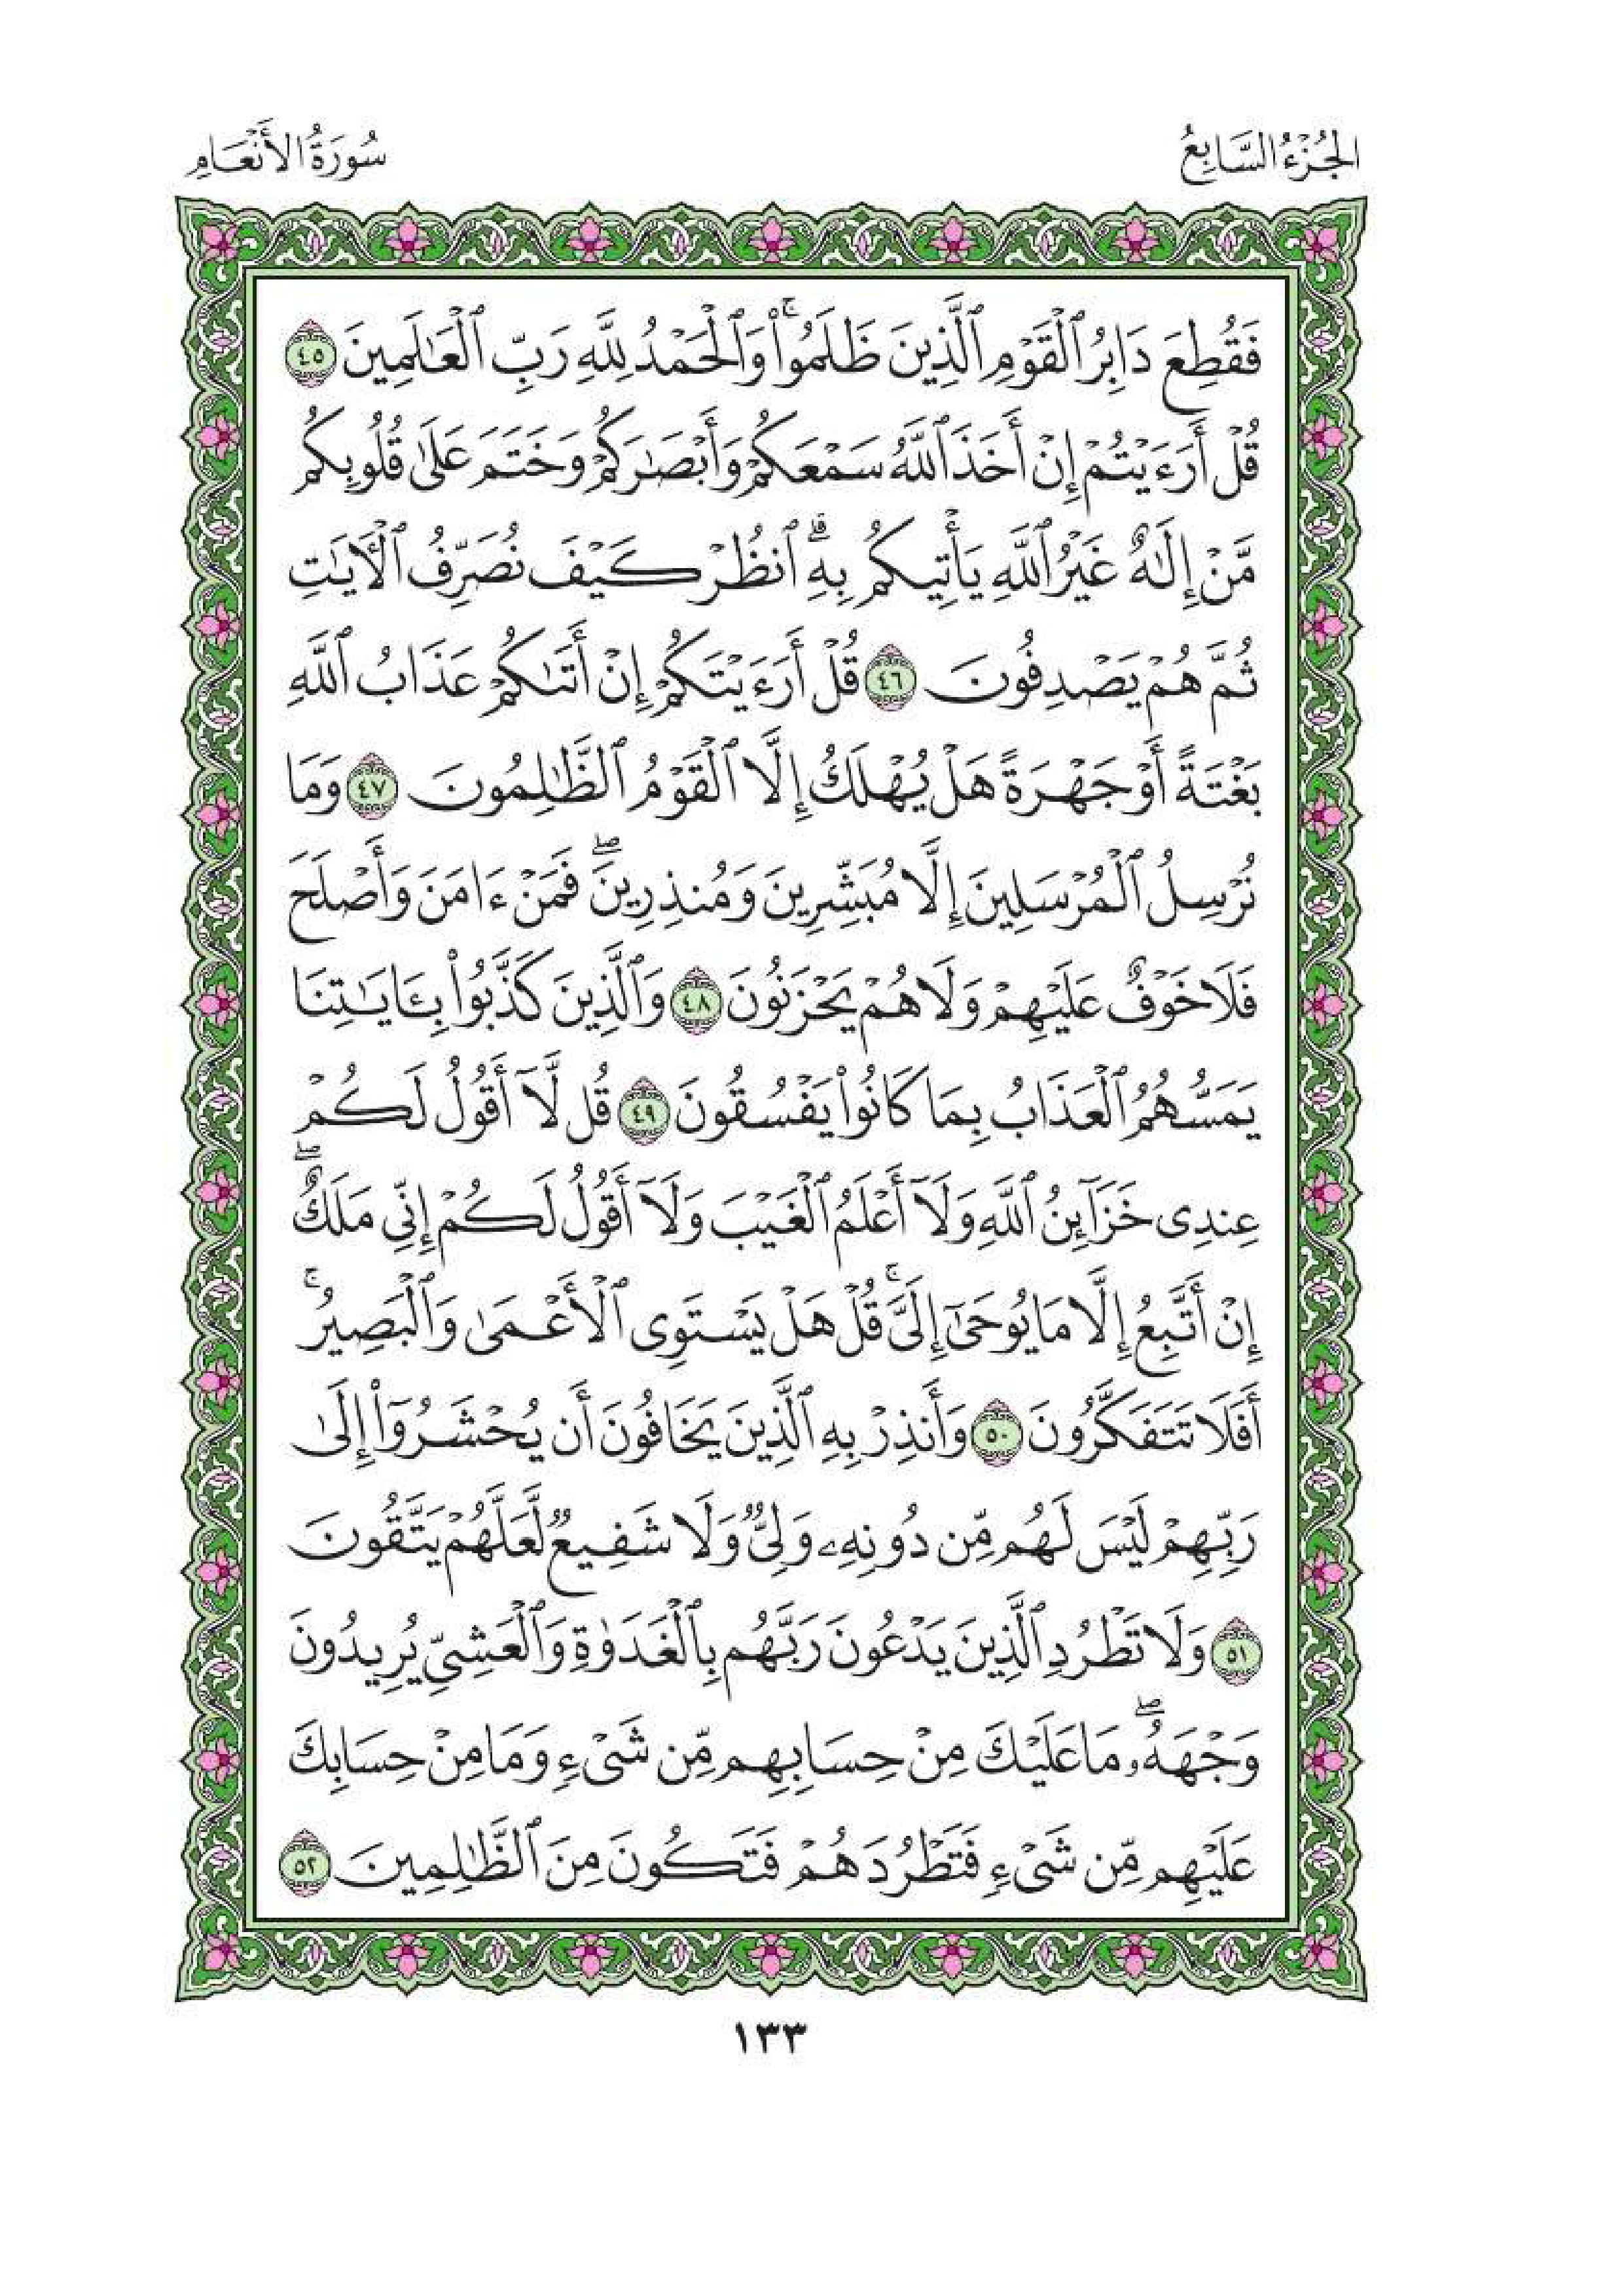 الجُزْءُ السَّابِعُ
سُورَةُ الأَنْعَامِ
فَقُطِعَ دَابِرُ ٱلْقَوْمِ ٱلَّذِينَ ظَلَمُوا۟ ۚ وَٱلْحَمْدُ لِلَّهِ رَبِّ ٱلْعَـٰلَمِينَ ٤٥
قُلْ أَرَءَيْتُمْ إِنْ أَخَذَ ٱللَّهُ سَمْعَكُمْ وَأَبْصَـٰرَكُمْ وَخَتَمَ عَلَىٰ قُلُوبِكُم
مَّنْ إِلَـٰهٌ غَيْرُ ٱللَّهِ يَأْتِيكُم بِهِ ۗ ٱنظُرْ كَيْفَ نُصَرِّفُ ٱلْـَٔايَـٰتِ
ثُمَّ هُمْ يَصْدِفُونَ ٤٦ قُلْ أَرَءَيْتَكُمْ إِنْ أَتَىٰكُمْ عَذَابُ ٱللَّهِ
بَغْتَةً أَوْ جَهْرَةً هَلْ يُهْلَكُ إِلَّا ٱلْقَوْمُ ٱلظَّـٰلِمُونَ ٤٧ وَمَا
نُرْسِلُ ٱلْمُرْسَلِينَ إِلَّا مُبَشِّرِينَ وَمُنذِرِينَ ۖ فَمَنْ ءَامَنَ وَأَصْلَحَ
فَلَا خَوْفٌ عَلَيْهِمْ وَلَا هُمْ يَحْزَنُونَ ٤٨ وَٱلَّذِينَ كَذَّبُوا۟ بِـَٔايَـٰتِنَا
يَمَسُّهُمُ ٱلْعَذَابُ بِمَا كَانُوا۟ يَفْسُقُونَ ٤٩ قُل لَّآ أَقُولُ لَكُمْ
عِندِى خَزَآئِنُ ٱللَّهِ وَلَآ أَعْلَمُ ٱلْغَيْبَ وَلَآ أَقُولُ لَكُمْ إِنِّى مَلَكٌ ۖ
إِنْ أَتَّبِعُ إِلَّا مَا يُوحَىٰٓ إِلَىَّ ۚ قُلْ هَلْ يَسْتَوِى ٱلْأَعْمَىٰ وَٱلْبَصِيرُ ۚ
أَفَلَا تَتَفَكَّرُونَ ٥٠ وَأَنذِرْ بِهِ ٱلَّذِينَ يَخَافُونَ أَن يُحْشَرُوٓا۟ إِلَىٰ
رَبِّهِمْ لَيْسَ لَهُم مِّن دُونِهِۦ وَلِىٌّ وَلَا شَفِيعٌ لَّعَلَّهُمْ يَتَّقُونَ
٥١ وَلَا تَطْرُدِ ٱلَّذِينَ يَدْعُونَ رَبَّهُم بِٱلْغَدَوٰةِ وَٱلْعَشِىِّ يُرِيدُونَ
وَجْهَهُۥ ۖ مَا عَلَيْكَ مِنْ حِسَابِهِم مِّن شَىْءٍ وَمَا مِنْ حِسَابِكَ
عَلَيْهِم مِّن شَىْءٍ فَتَطْرُدَهُمْ فَتَكُونَ مِنَ ٱلظَّـٰلِمِينَ ٥٢
١٣٣